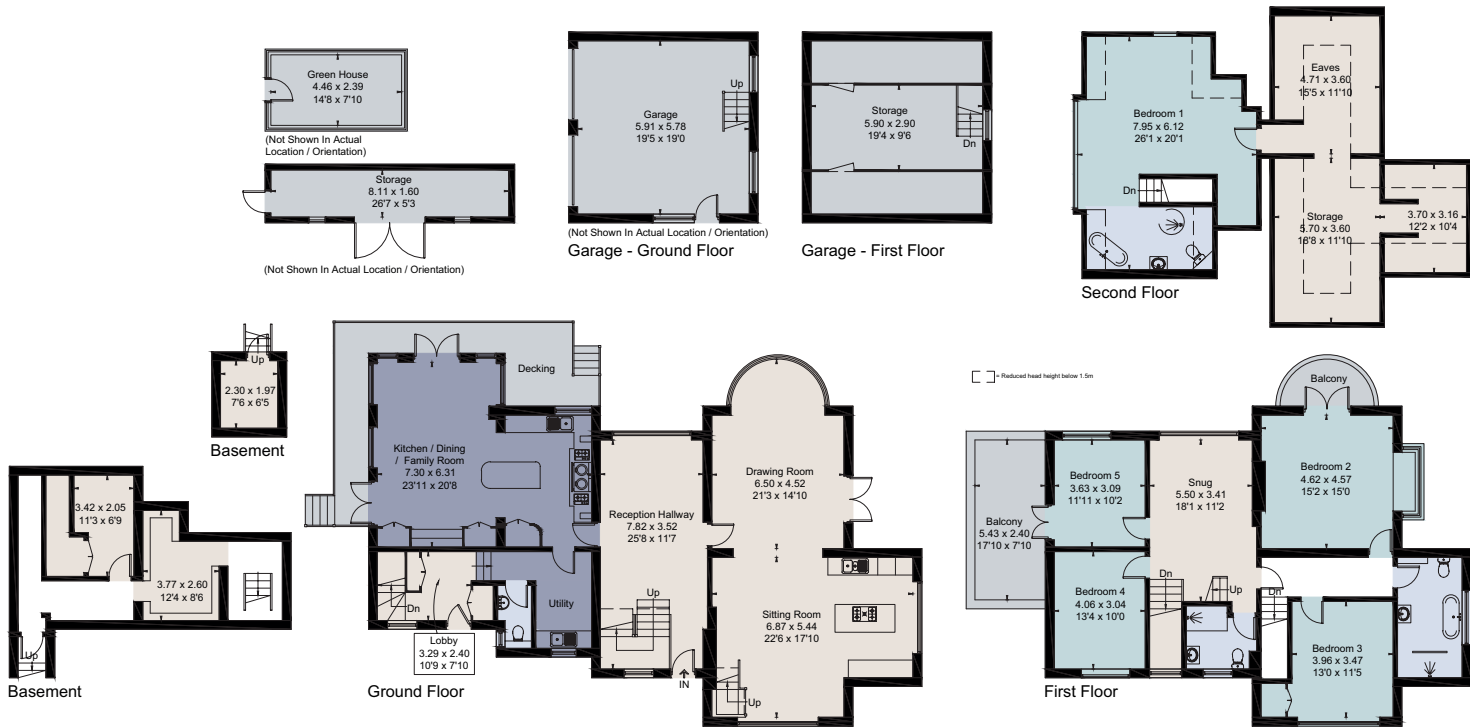 Green House
4.46 x 2.39
14'8 x 7'10
(Not Shown In Actual
Location / Orientation)
Storage
8.11 x 1.60
26'7 x 5'3
(Not Shown In Actual Location / Orientation)
Garage
5.91 x 5.78
19'5 x 19'0
Up
(Not Shown In Actual Location / Orientation)
Garage - Ground Floor
Storage
5.90 x 2.90
19'4 x 9'6
Dn
Garage - First Floor
Bedroom 1
7.95 x 6.12
26'1 x 20'1
Dn
Eaves
4.71 x 3.60
15'5 x 11'10
Storage
5.70 x 3.60
18'8 x 11'10
3.70 x 3.16
12'2 x 10'4
Second Floor
Up
2.30 x 1.97
7'6 x 6'5
Basement
3.42 x 2.05
11'3 x 6'9
3.77 x 2.60
12'4 x 8'6
Up
Basement
Decking
Kitchen / Dining
/ Family Room
7.30 x 6.31
23'11 x 20'8
Reception Hallway
7.82 x 3.52
25'8 x 11'7
Drawing Room
6.50 x 4.52
21'3 x 14'10
Sitting Room
6.87 x 5.44
22'6 x 17'10
Utility
Dn
Up
Up
IN
Lobby
3.29 x 2.40
10'9 x 7'10
Ground Floor
= Reduced head height below 1.5m
Balcony
Bedroom 5
3.63 x 3.09
11'11 x 10'2
Snug
5.50 x 3.41
18'1 x 11'2
Bedroom 2
4.62 x 4.57
15'2 x 15'0
Balcony
5.43 x 2.40
17'10 x 7'10
Bedroom 4
4.06 x 3.04
13'4 x 10'0
Dn
Up
Dn
Bedroom 3
3.96 x 3.47
13'0 x 11'5
First Floor